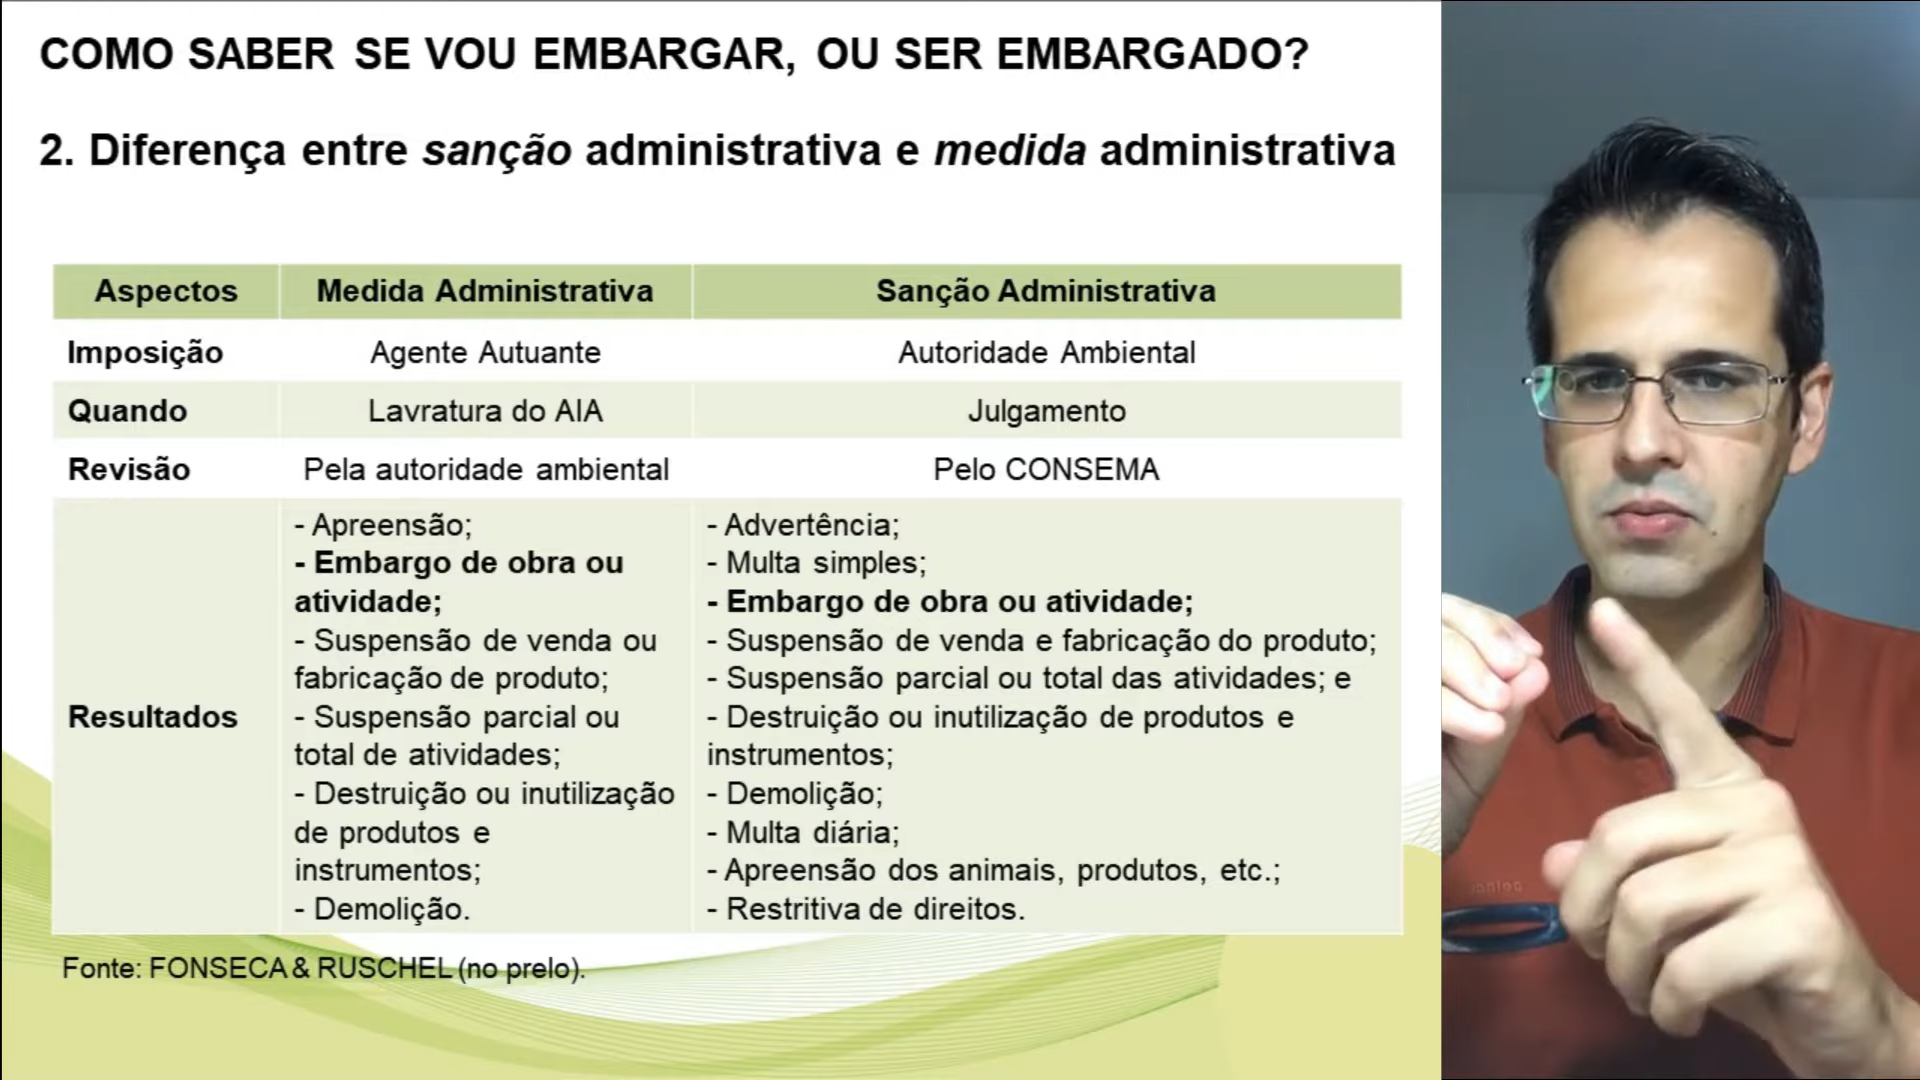 COMO SABER SE VOU EMBARGAR, OU SER EMBARGADO?
2. Diferença entre sanção administrativa e medida administrativa
Aspectos
Medida Administrativa
Sanção Administrativa
Imposição
Agente Autuante
Autoridade Ambiental
Quando
Lavratura do AIA
Julgamento
Revisão
Pela autoridade ambiental
Pelo CONSEMA
Resultados
- Apreensão;
- Embargo de obra ou
atividade;
- Suspensão de venda ou
fabricação de produto;
- Suspensão parcial ou
total de atividades;
- Destruição ou inutilização
de produtos e
instrumentos;
- Demolição.
- Advertência;
- Multa simples;
- Embargo de obra ou atividade;
- Suspensão de venda e fabricação do produto;
- Suspensão parcial ou total das atividades; e
- Destruição ou inutilização de produtos e
instrumentos;
- Demolição;
- Multa diária;
- Apreensão dos animais, produtos, etc.;
- Restritiva de direitos.
Fonte: FONSECA & RUSCHEL (no prelo).